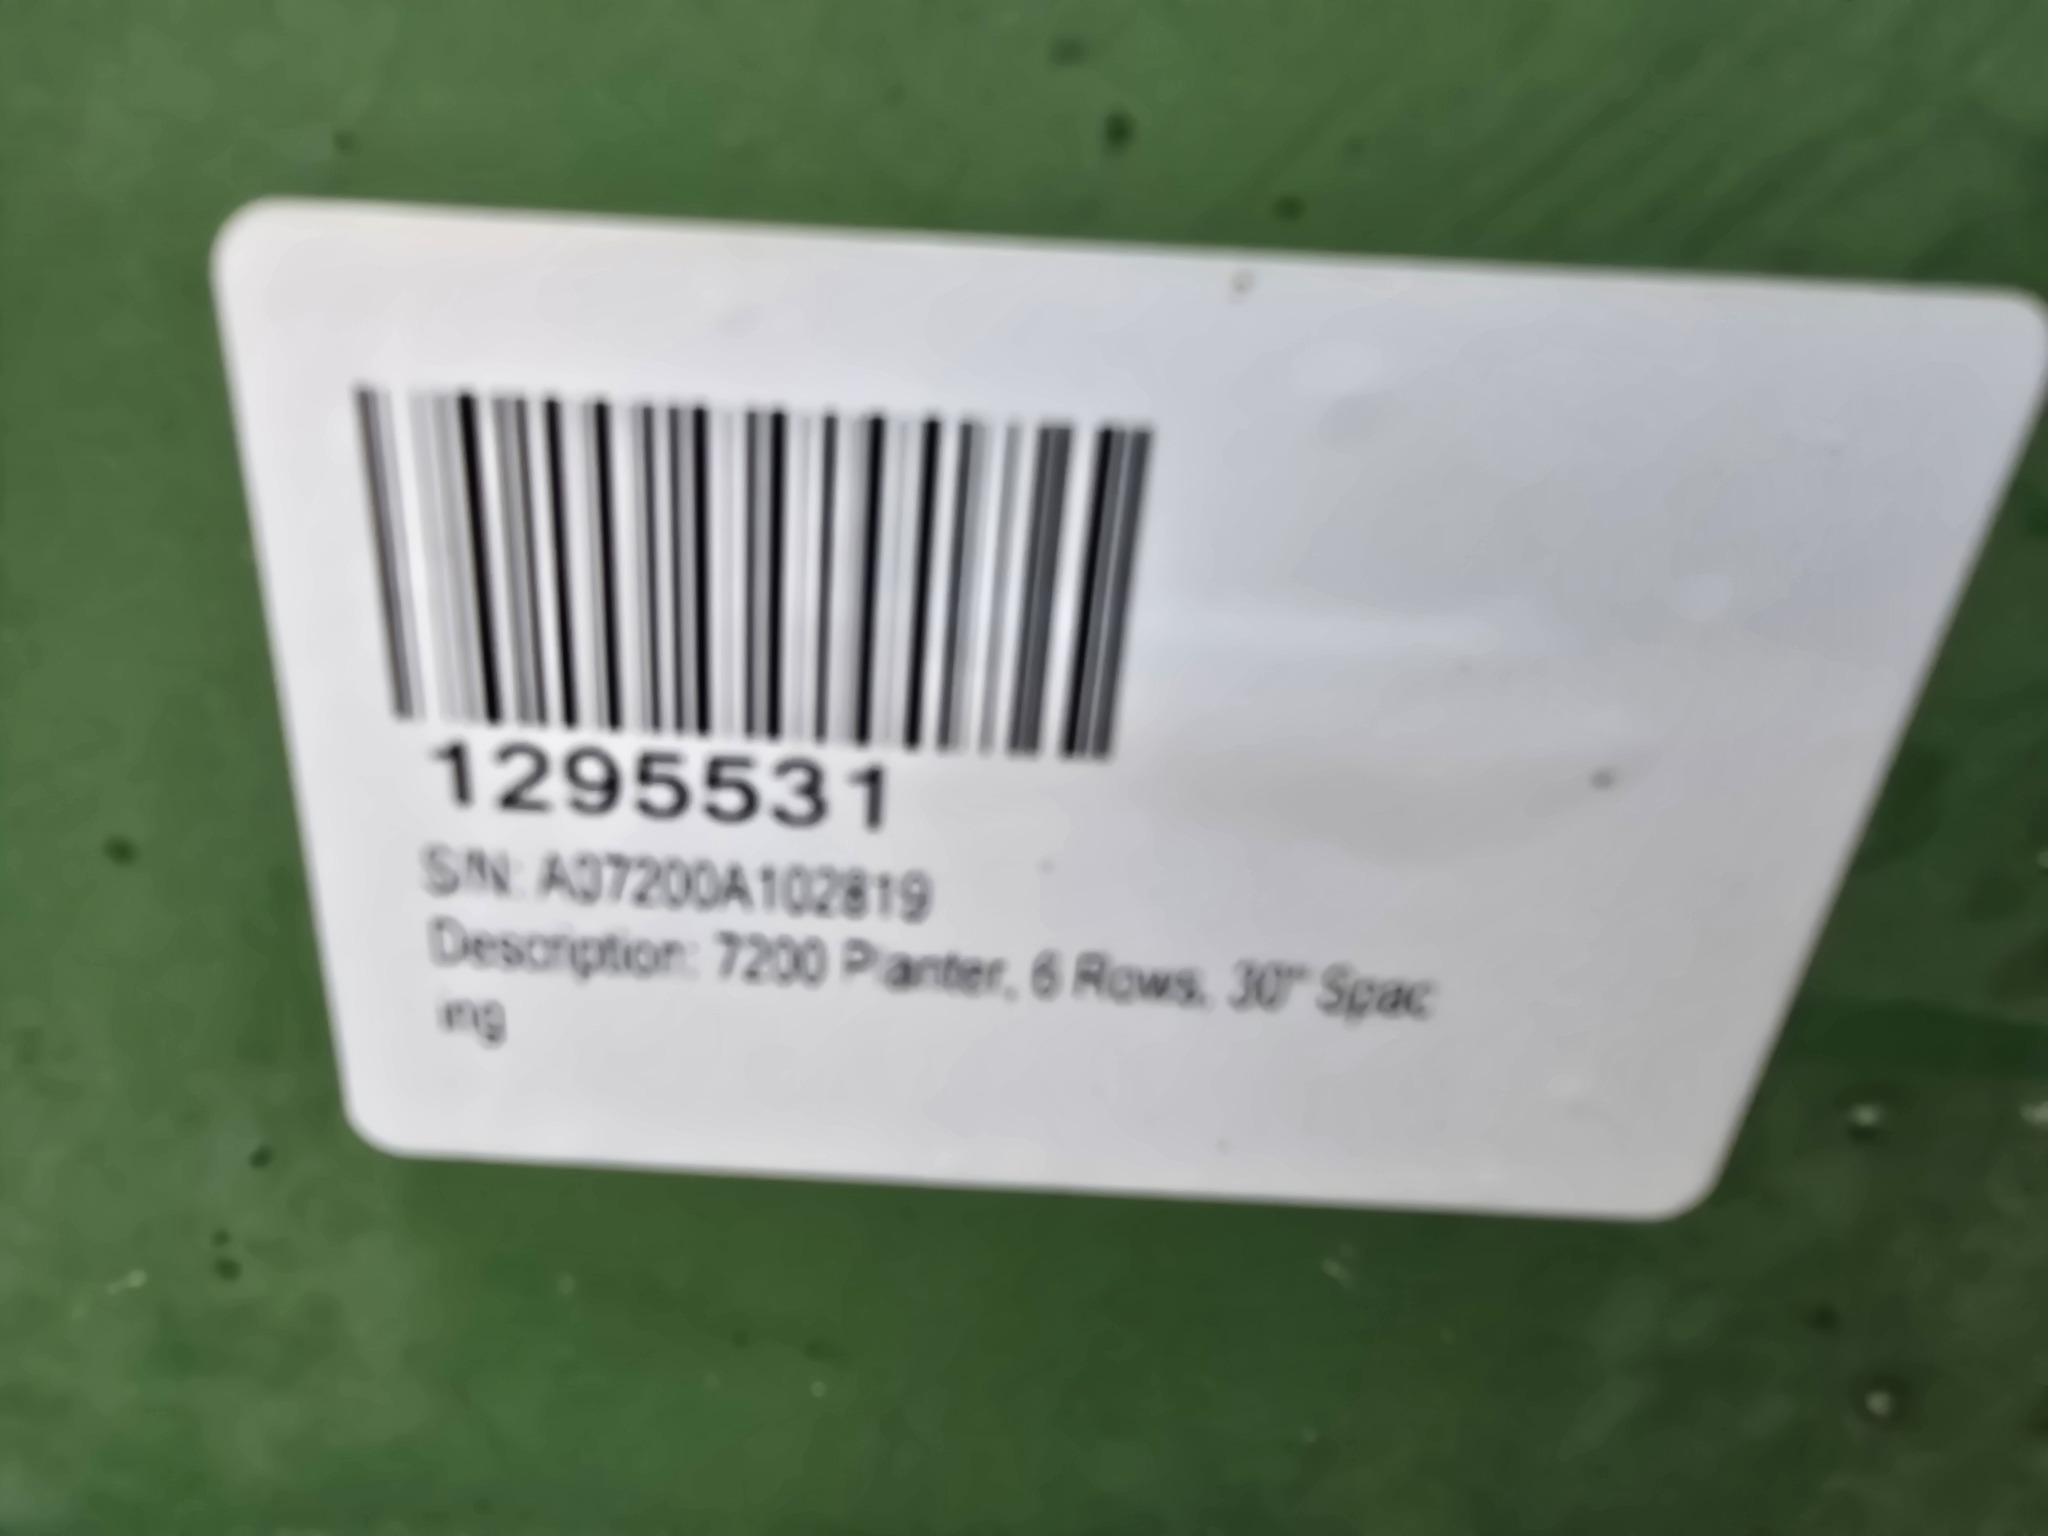 1295531
S/N: A07200A102819
Description: 7200 Planter, 6 Rows, 30" Spac
ing